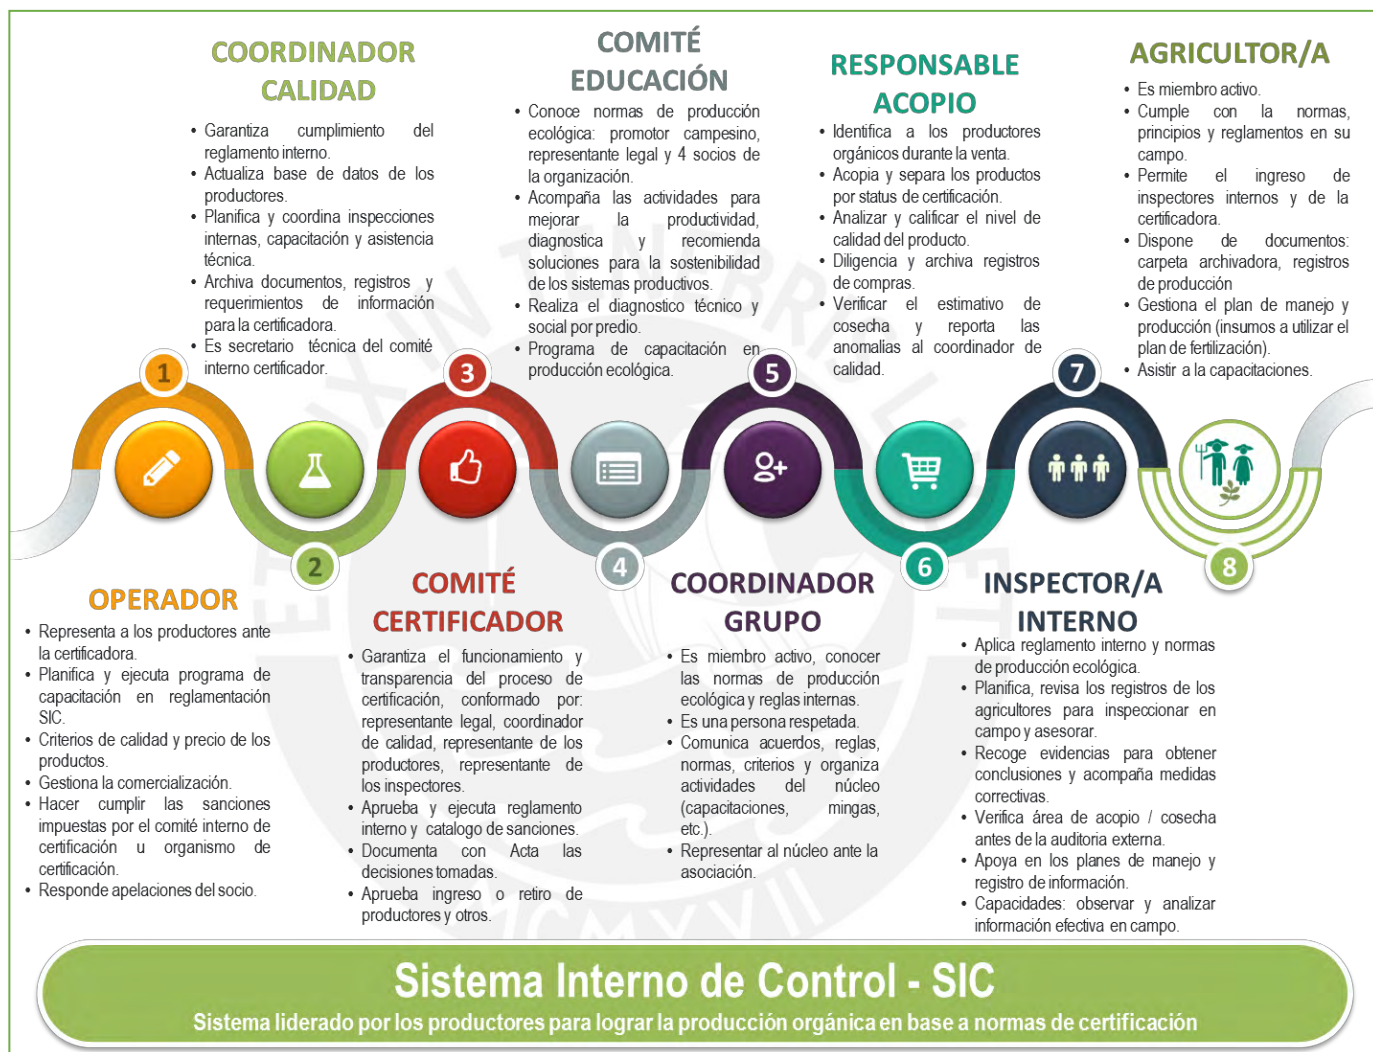 COORDINADOR
CALIDAD
• Garantiza cumplimiento del
reglamento interno.
• Actualiza base de datos de los
productores.
• Planifica y coordina inspecciones
internas, capacitación y asistencia
técnica.
• Archiva documentos, registros y
requerimientos de información
para la certificadora.
• Es secretario técnica del comité
interno certificador.
COMITÉ
EDUCACIÓN
• Conoce normas de producción
ecológica: promotor campesino,
representante legal y 4 socios de
la organización.
• Acompaña las actividades para
mejorar la productividad,
diagnostica y recomienda
soluciones para la sostenibilidad
de los sistemas productivos.
• Realiza el diagnostico técnico y
social por predio.
• Programa de capacitación en
producción ecológica.
RESPONSABLE
ACOPIO
• Identifica a los productores
orgánicos durante la venta.
• Acopia y separa los productos
por status de certificación.
• Analizar y calificar el nivel de
calidad del producto.
• Diligencia y archiva registros
de compras.
• Verificar el estimativo de
cosecha y reporta las
anomalias al coordinador de
calidad.
AGRICULTOR/A
• Es miembro activo.
• Cumple con la normas,
principios y reglamentos en su
campo.
• Permite el ingreso de
inspectores internos y de la
certificadora.
• Dispone de documentos:
carpeta archivadora, registros
de producción
• Gestiona el plan de manejo y
producción (insumos a utilizar el
plan de fertilización).
• Asistir a la capacitaciones.
1
3
5
7
2
4
6
8
OPERADOR
• Representa a los productores ante
la certificadora.
• Planifica y ejecuta programa de
capacitación en reglamentación
SIC.
• Criterios de calidad y precio de los
productos.
• Gestiona la comercialización.
• Hacer cumplir las sanciones
impuestas por el comité interno de
certificación u organismo de
certificación.
• Responde apelaciones del socio.
COMITÉ
CERTIFICADOR
• Garantiza el funcionamiento y
transparencia del proceso de
certificación, conformado por:
representante legal, coordinador
de calidad, representante de los
productores, representante de
los inspectores.
• Aprueba y ejecuta reglamento
interno y catalogo de sanciones.
• Documenta con Acta las
decisiones tomadas.
• Aprueba ingreso o retiro de
productores y otros.
COORDINADOR
GRUPO
• Es miembro activo, conocer
las normas de producción
ecológica y reglas internas.
• Es una persona respetada.
• Comunica acuerdos, reglas,
normas, criterios y organiza
actividades del núcleo
(capacitaciones, mingas,
etc.).
• Representar al núcleo ante la
asociación.
INSPECTOR/A
INTERNO
• Aplica reglamento interno y normas
de producción ecológica.
• Planifica, revisa los registros de los
agricultores para inspeccionar en
campo y asesorar.
• Recoge evidencias para obtener
conclusiones y acompaña medidas
correctivas.
• Verifica área de acopio / cosecha
antes de la auditoria externa.
• Apoya en los planes de manejo y
registro de información.
• Capacidades: observar y analizar
información efectiva en campo.
Sistema Interno de Control - SIC
Sistema liderado por los productores para lograr la producción orgánica en base a normas de certificación
MCMXVII